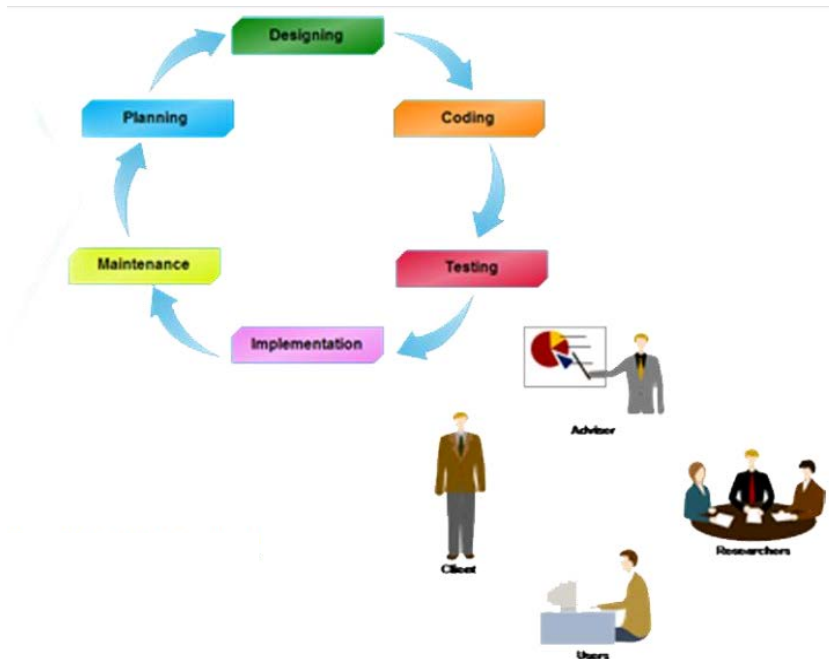 Designing
Planning
Coding
Maintenance
Testing
Implementation
Adviser
Researchers
Client
Users